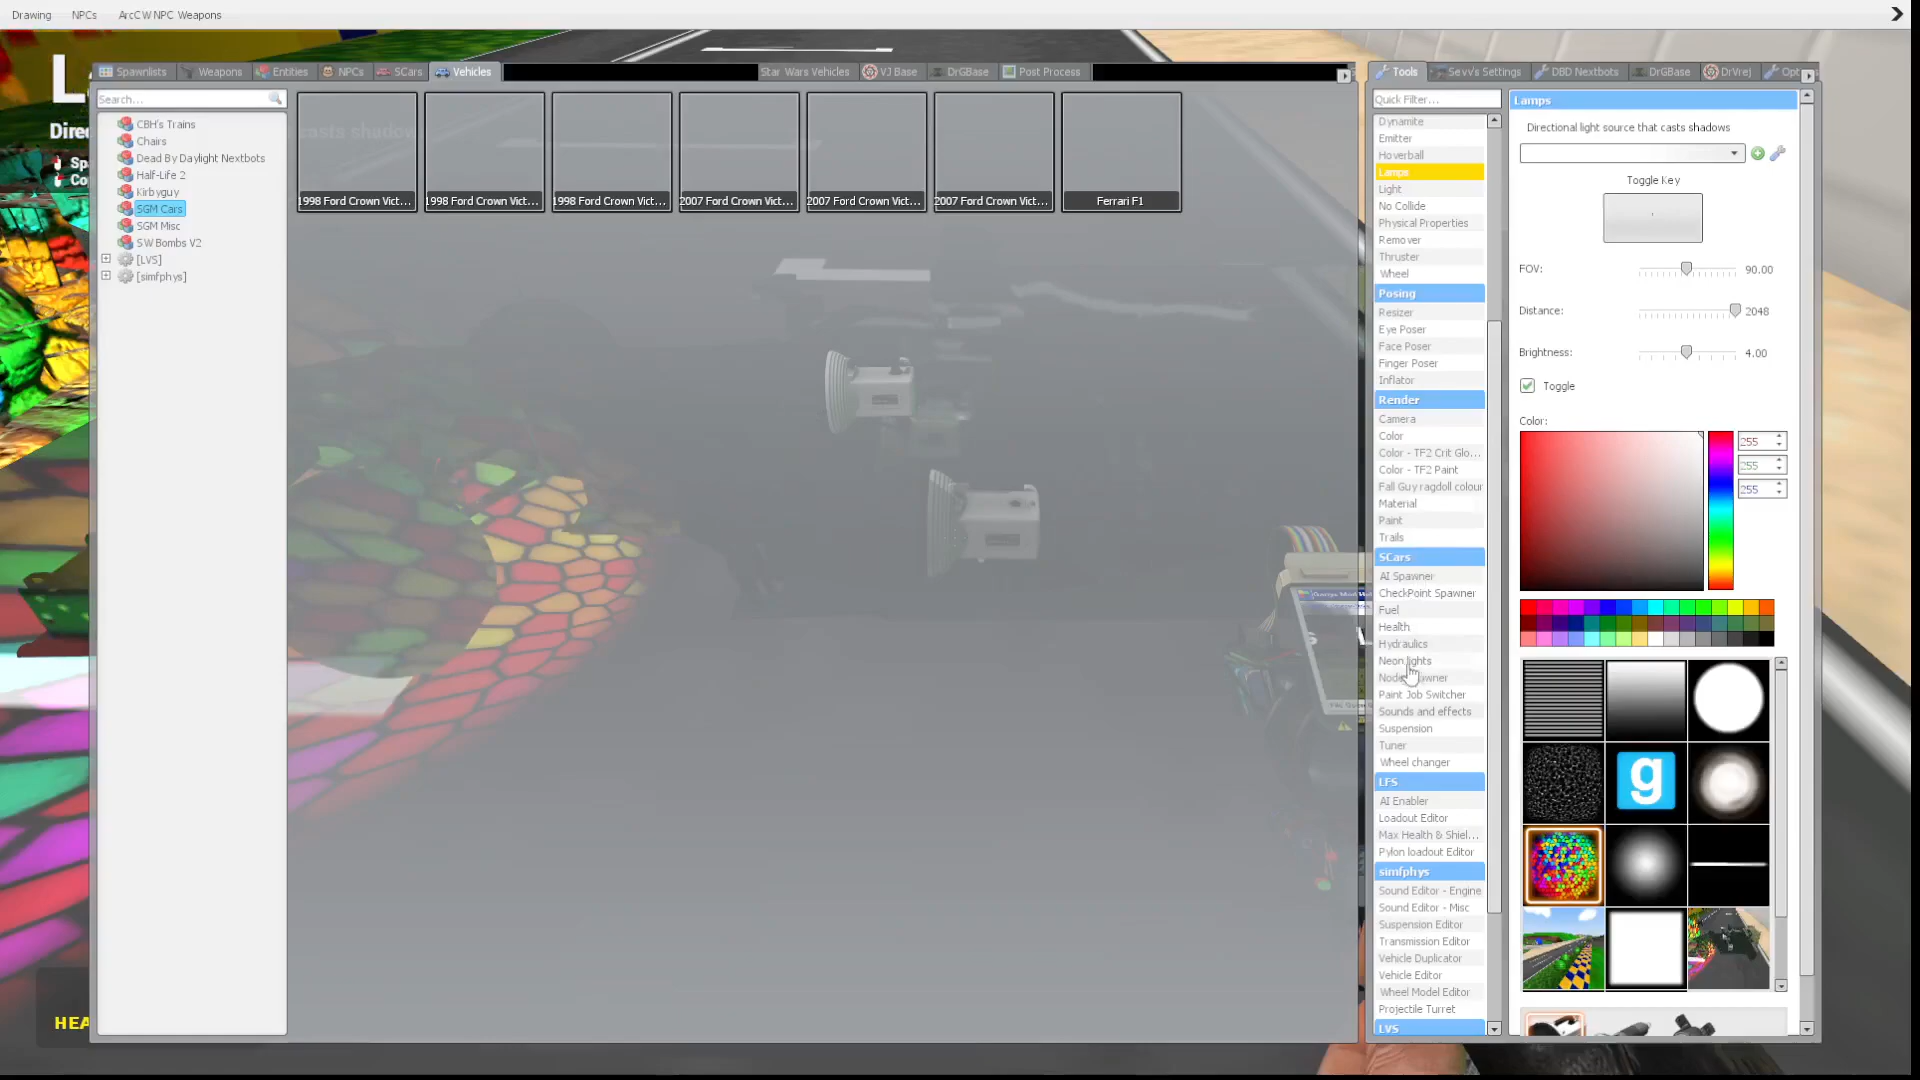 Drawing NPCs ArcCW NPC Weapons
L
Direc
Sp
Co
casts shadow
HEA
Spawnlists Weapons Entities NPCs SCars Vehicles Star Wars Vehicles VJ Base DrGBase Post Process
Search...
CBH's Trains
Chairs
Dead By Daylight Nextbots
Half-Life 2
Kirbyguy
SGM Cars
SGM Misc
SW Bombs V2
[LVS]
[simfphys]
1998 Ford Crown Vict... 1998 Ford Crown Vict... 1998 Ford Crown Vict... 2007 Ford Crown Vict... 2007 Ford Crown Vict... 2007 Ford Crown Vict... Ferrari F1
Tools Sevv's Settings DBD Nextbots DrGBase DrVrej Opt
Quick Filter...
Dynamite
Emitter
Hoverball
Lamps
Light
No Collide
Physical Properties
Remover
Thruster
Wheel
Posing
Resizer
Eye Poser
Face Poser
Finger Poser
Inflator
Render
Camera
Color
Color - TF2 Crit Glo...
Color - TF2 Paint
Fall Guy ragdoll colour
Material
Paint
Trails
SCars
AI Spawner
CheckPoint Spawner
Fuel
Health
Hydraulics
Neon lights
Node Spawner
Paint Job Switcher
Sounds and effects
Suspension
Tuner
Wheel changer
LFS
AI Enabler
Loadout Editor
Max Health & Shiel...
Pylon loadout Editor
simfphys
Sound Editor - Engine
Sound Editor - Misc
Suspension Editor
Transmission Editor
Vehicle Duplicator
Vehicle Editor
Wheel Model Editor
Projectile Turret
LVS
Lamps
Directional light source that casts shadows
Toggle Key
FOV: 90.00
Distance: 2048
Brightness: 4.00
Toggle
Color:
255
255
255
g